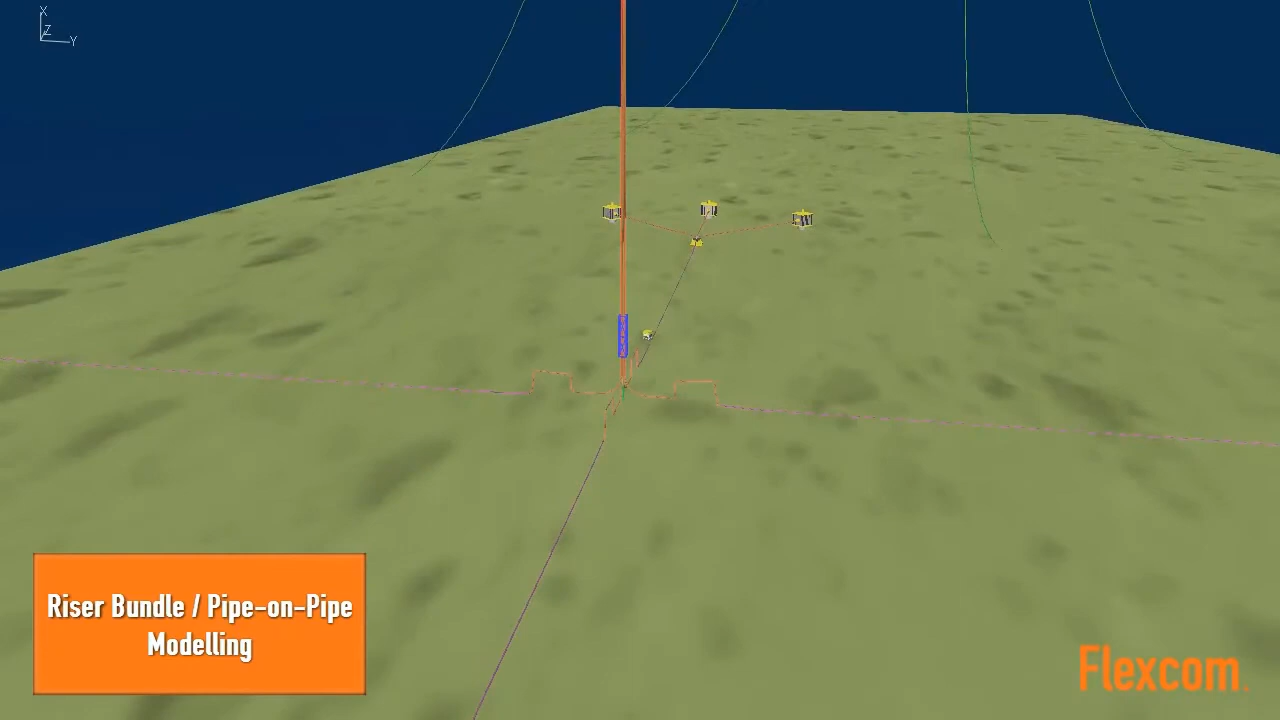 X
Z
Y
Riser Bundle / Pipe-on-Pipe
Modelling
Flexcom.